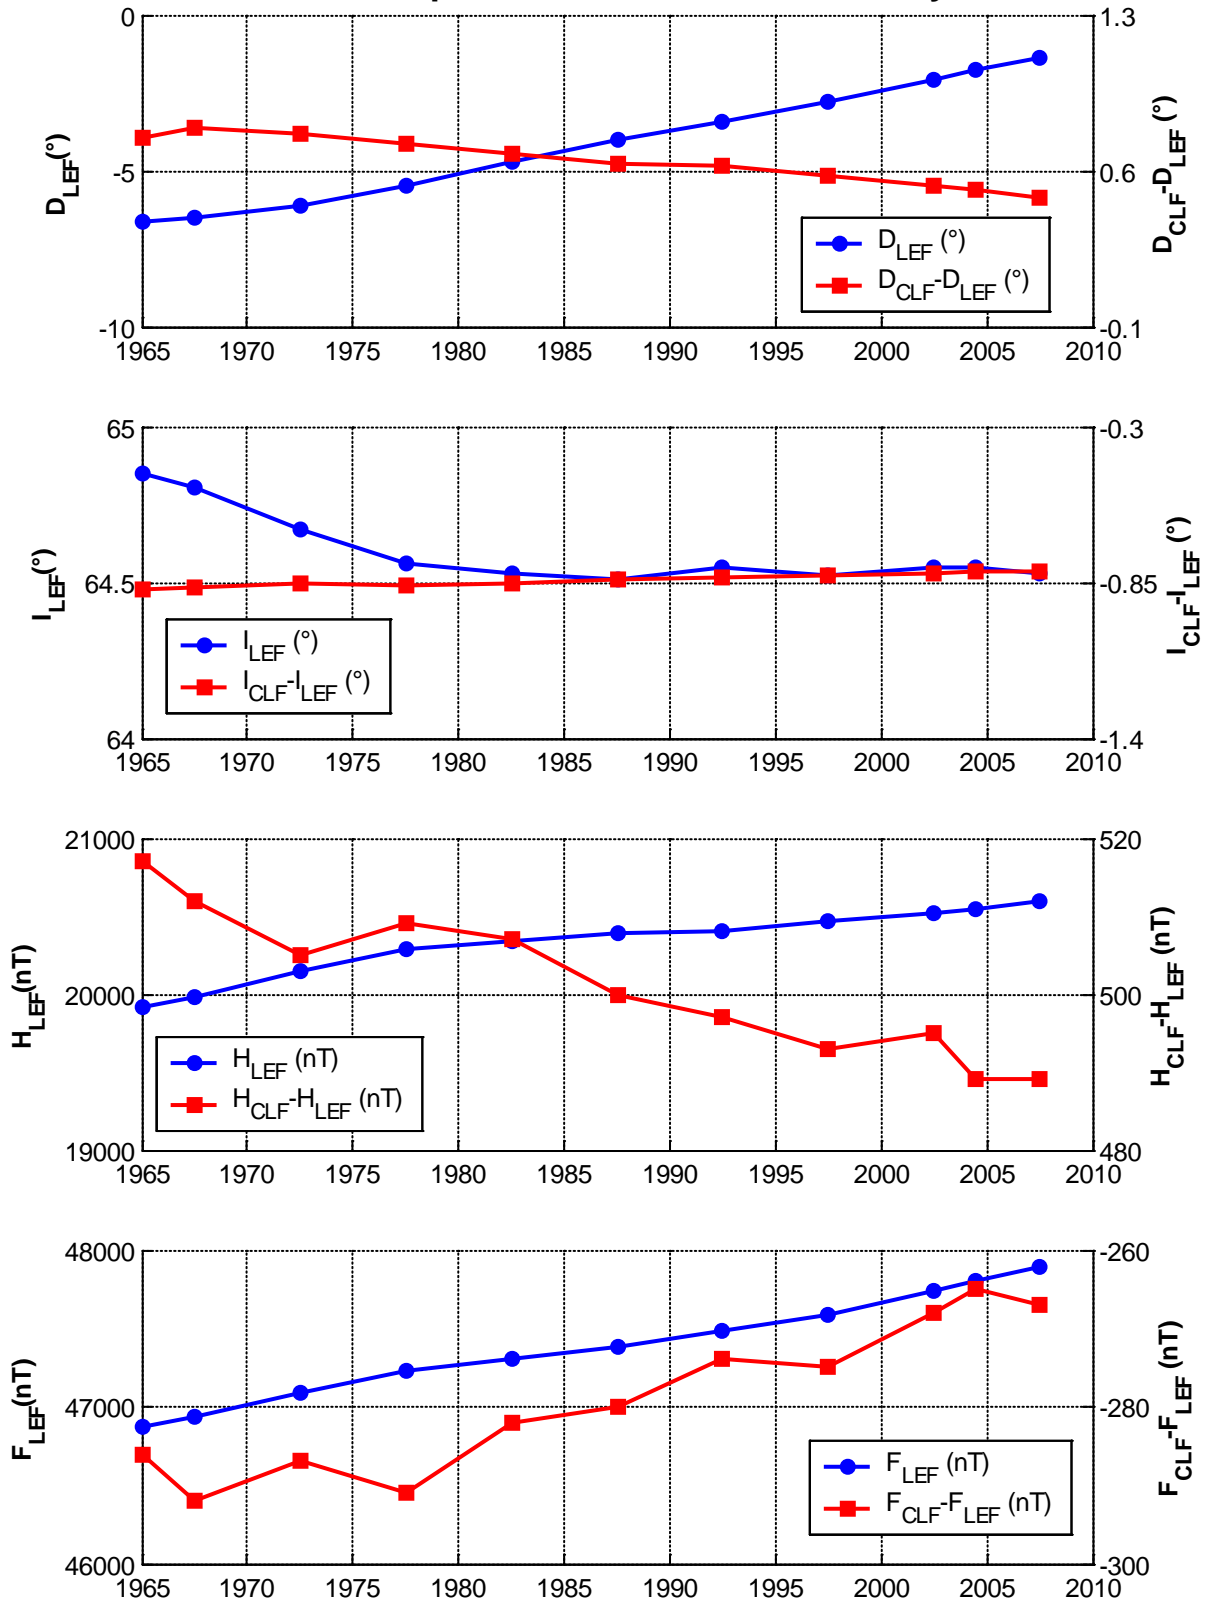 0
-5
-10
D_LEF(°)
1.3
0.6
-0.1
D_CLF-D_LEF (°)
D_LEF (°)
D_CLF-D_LEF (°)
1965 1970 1975 1980 1985 1990 1995 2000 2005 2010
65
64.5
64
I_LEF(°)
-0.3
-0.85
-1.4
I_CLF-I_LEF (°)
I_LEF (°)
I_CLF-I_LEF (°)
1965 1970 1975 1980 1985 1990 1995 2000 2005 2010
21000
20000
19000
H_LEF(nT)
520
500
480
H_CLF-H_LEF (nT)
H_LEF (nT)
H_CLF-H_LEF (nT)
1965 1970 1975 1980 1985 1990 1995 2000 2005 2010
48000
47000
46000
F_LEF(nT)
-260
-280
-300
F_CLF-F_LEF (nT)
F_LEF (nT)
F_CLF-F_LEF (nT)
1965 1970 1975 1980 1985 1990 1995 2000 2005 2010